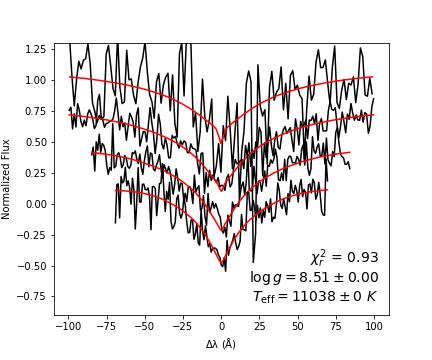 1.25
1.00
0.75
0.50
0.25
0.00
−0.25
−0.50
−0.75
Normalized Flux
χ²ᵣ = 0.93
log g = 8.51 ± 0.00
T_eff = 11038 ± 0 K
−100 −75 −50 −25 0 25 50 75 100
Δλ (Å)